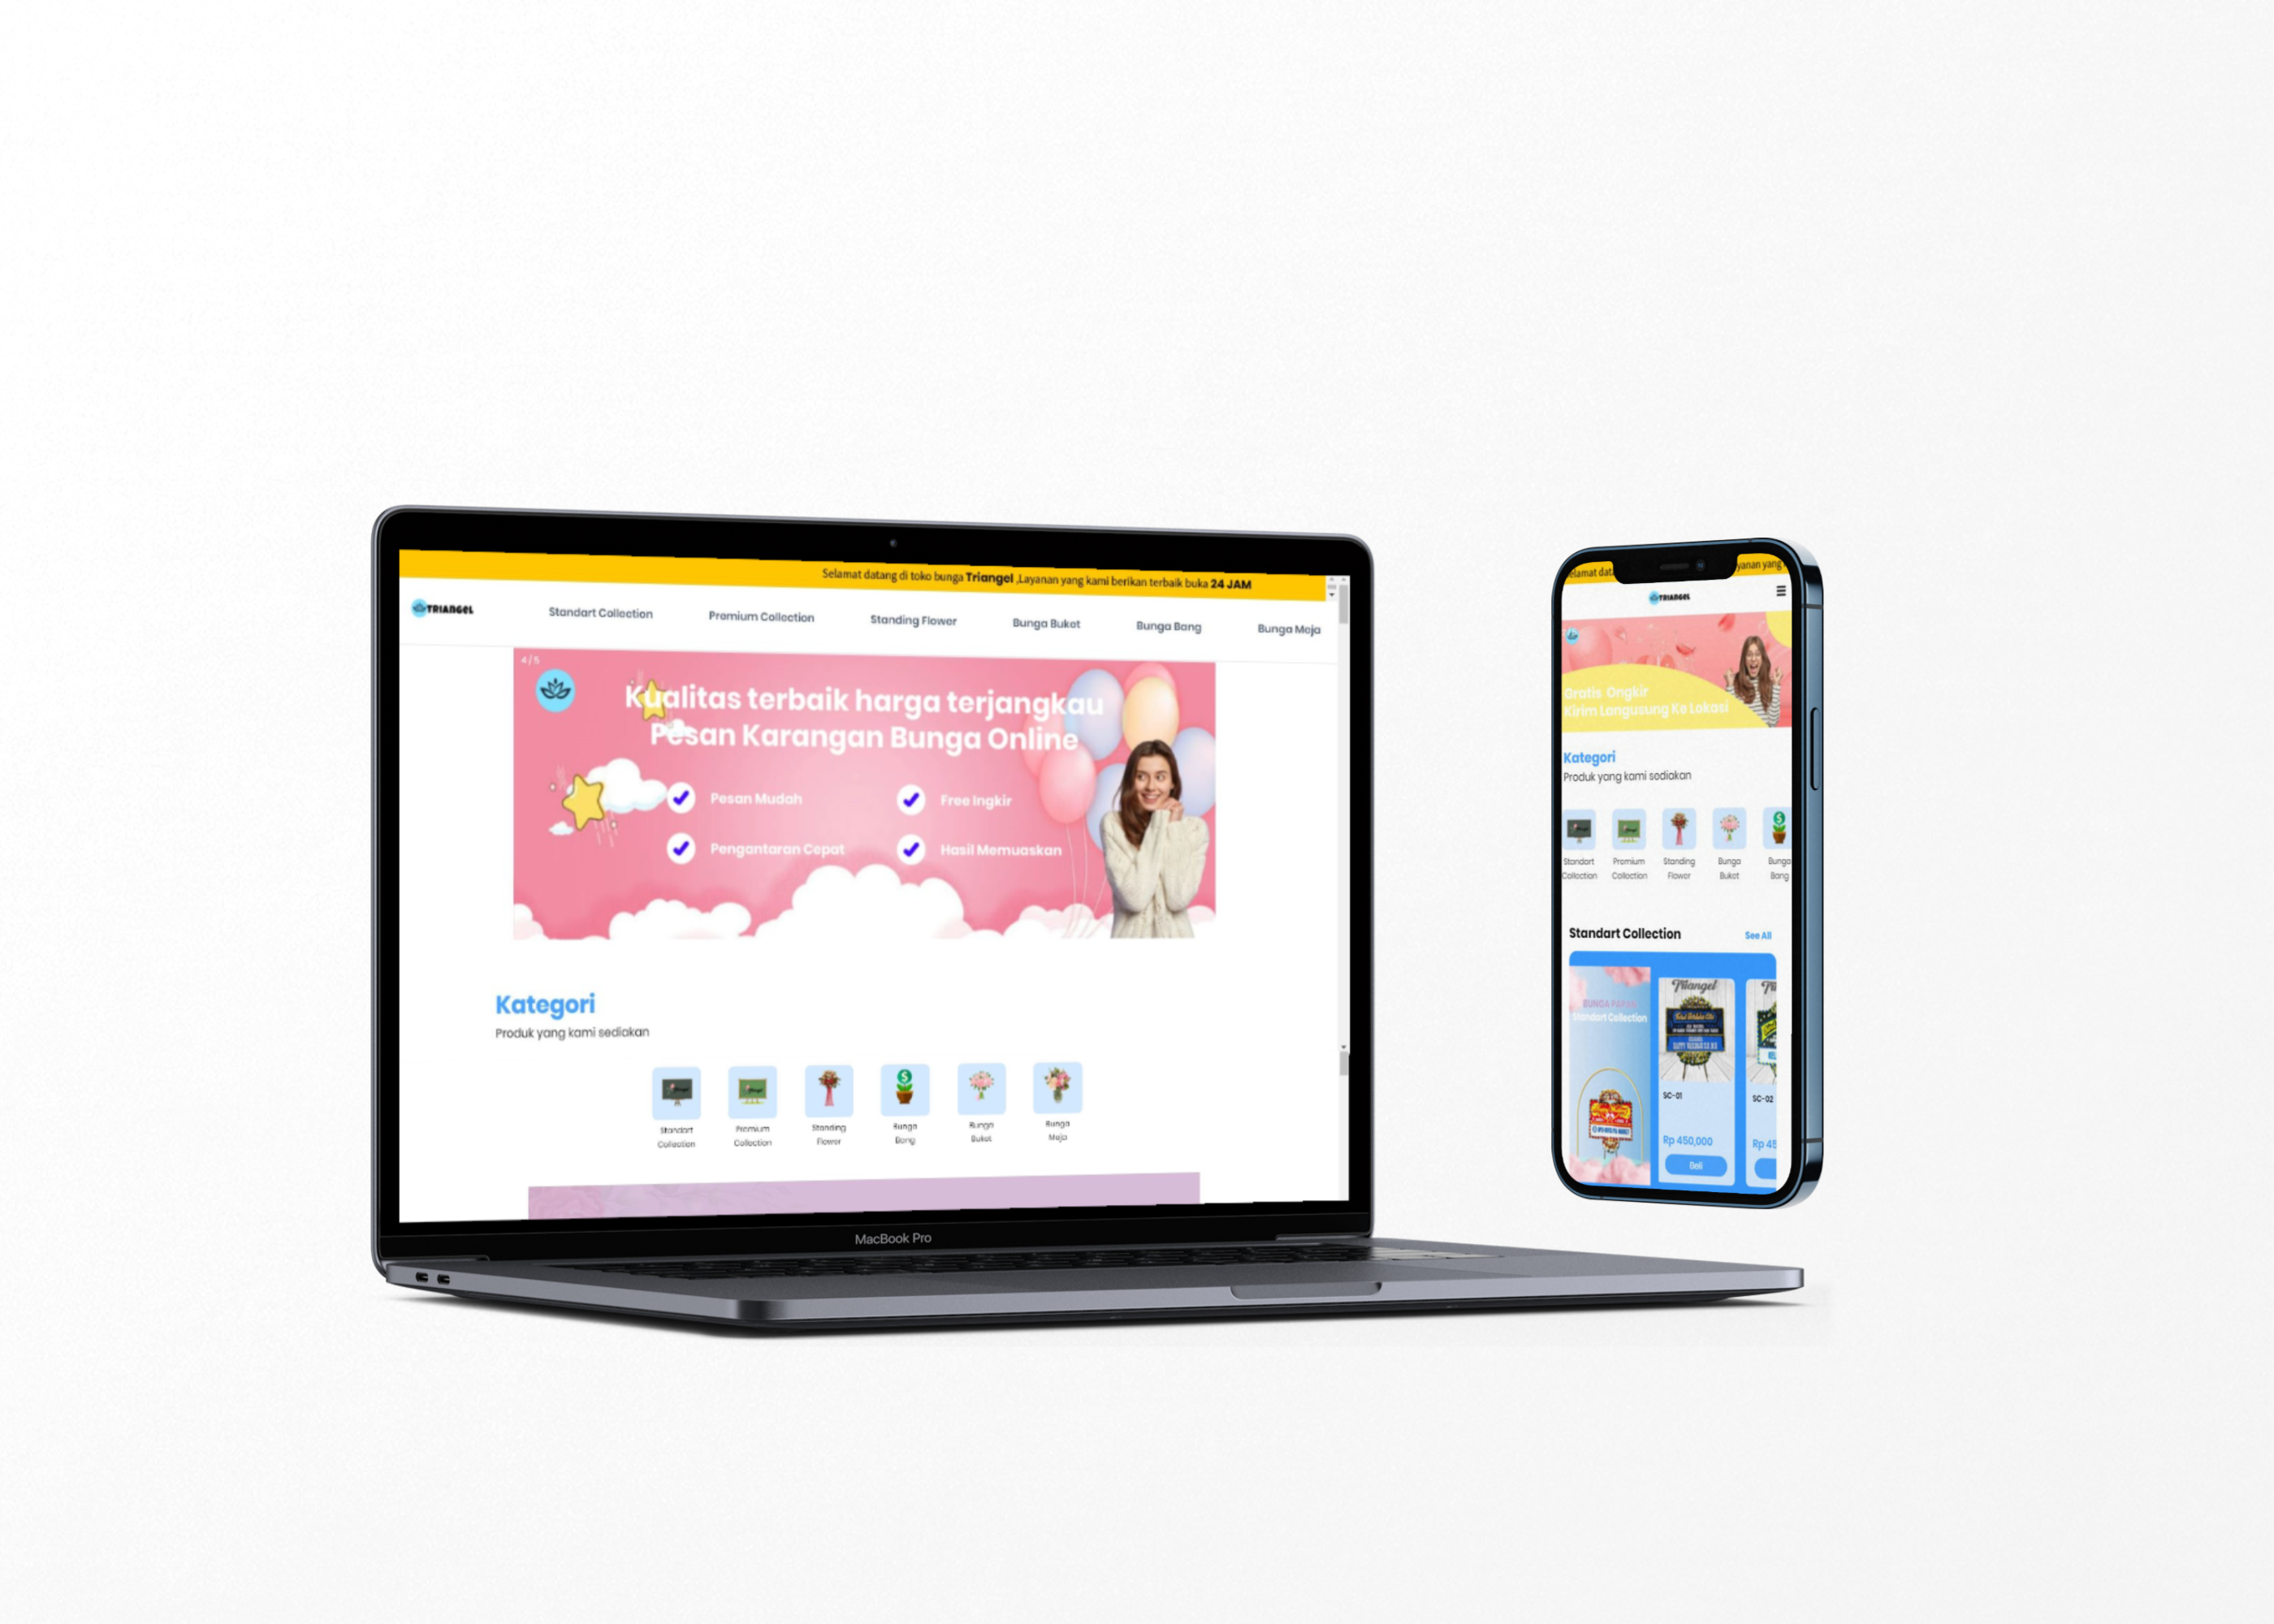 Selamat datang di toko bunga Triangel ,Layanan yang kami berikan terbaik buka 24 JAM
TRIANGEL
Standart Collection
Premium Collection
Standing Flower
Bunga Buket
Bunga Bang
Bunga Meja
4 / 5
Kualitas terbaik harga terjangkau
Pesan Karangan Bunga Online
Pesan Mudah
Free Ingkir
Pengantaran Cepat
Hasil Memuaskan
Kategori
Produk yang kami sediakan
Standart
Collection
Premium
Collection
Standing
Flower
Bunga
Bang
Bunga
Buket
Bunga
Meja
MacBook Pro
elamat dat
yanan yang
TRIANGEL
Gratis Ongkir
Kirim Langusung Ke Lokasi
Kategori
Produk yang kami sediakan
Standart
Collection
Premium
Collection
Standing
Flower
Bunga
Buket
Bunga
Bang
Standart Collection
See All
BUNGA PAPAN
Standart Collection
Triangel
SC-01
Rp 450,000
Beli
SC-02
Rp 45